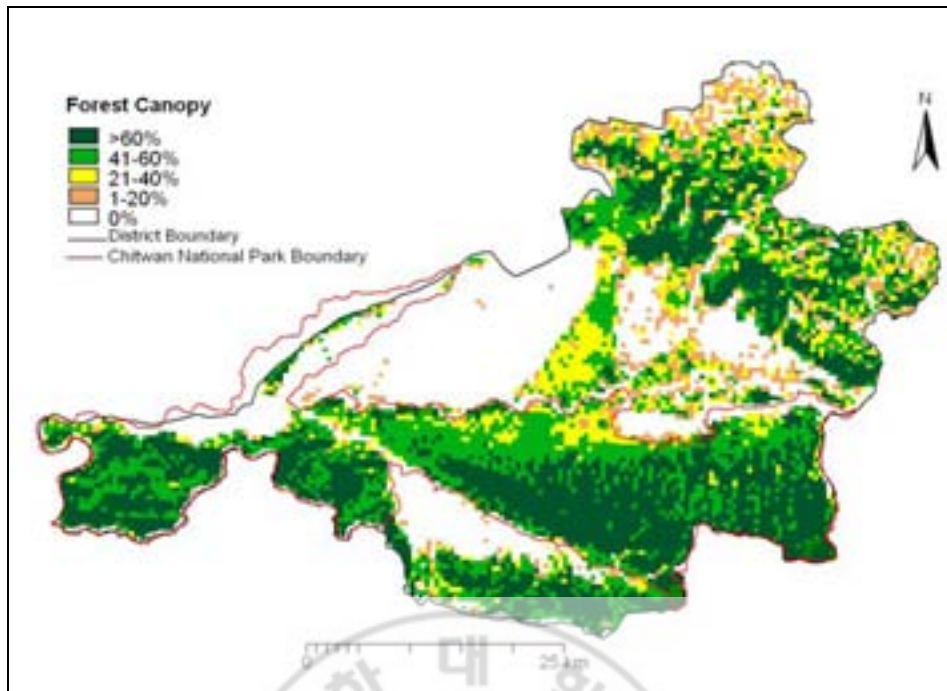 Forest Canopy
>60%
41-60%
21-40%
1-20%
0%
District Boundary
Chitwan National Park Boundary
N
0 25 km
대